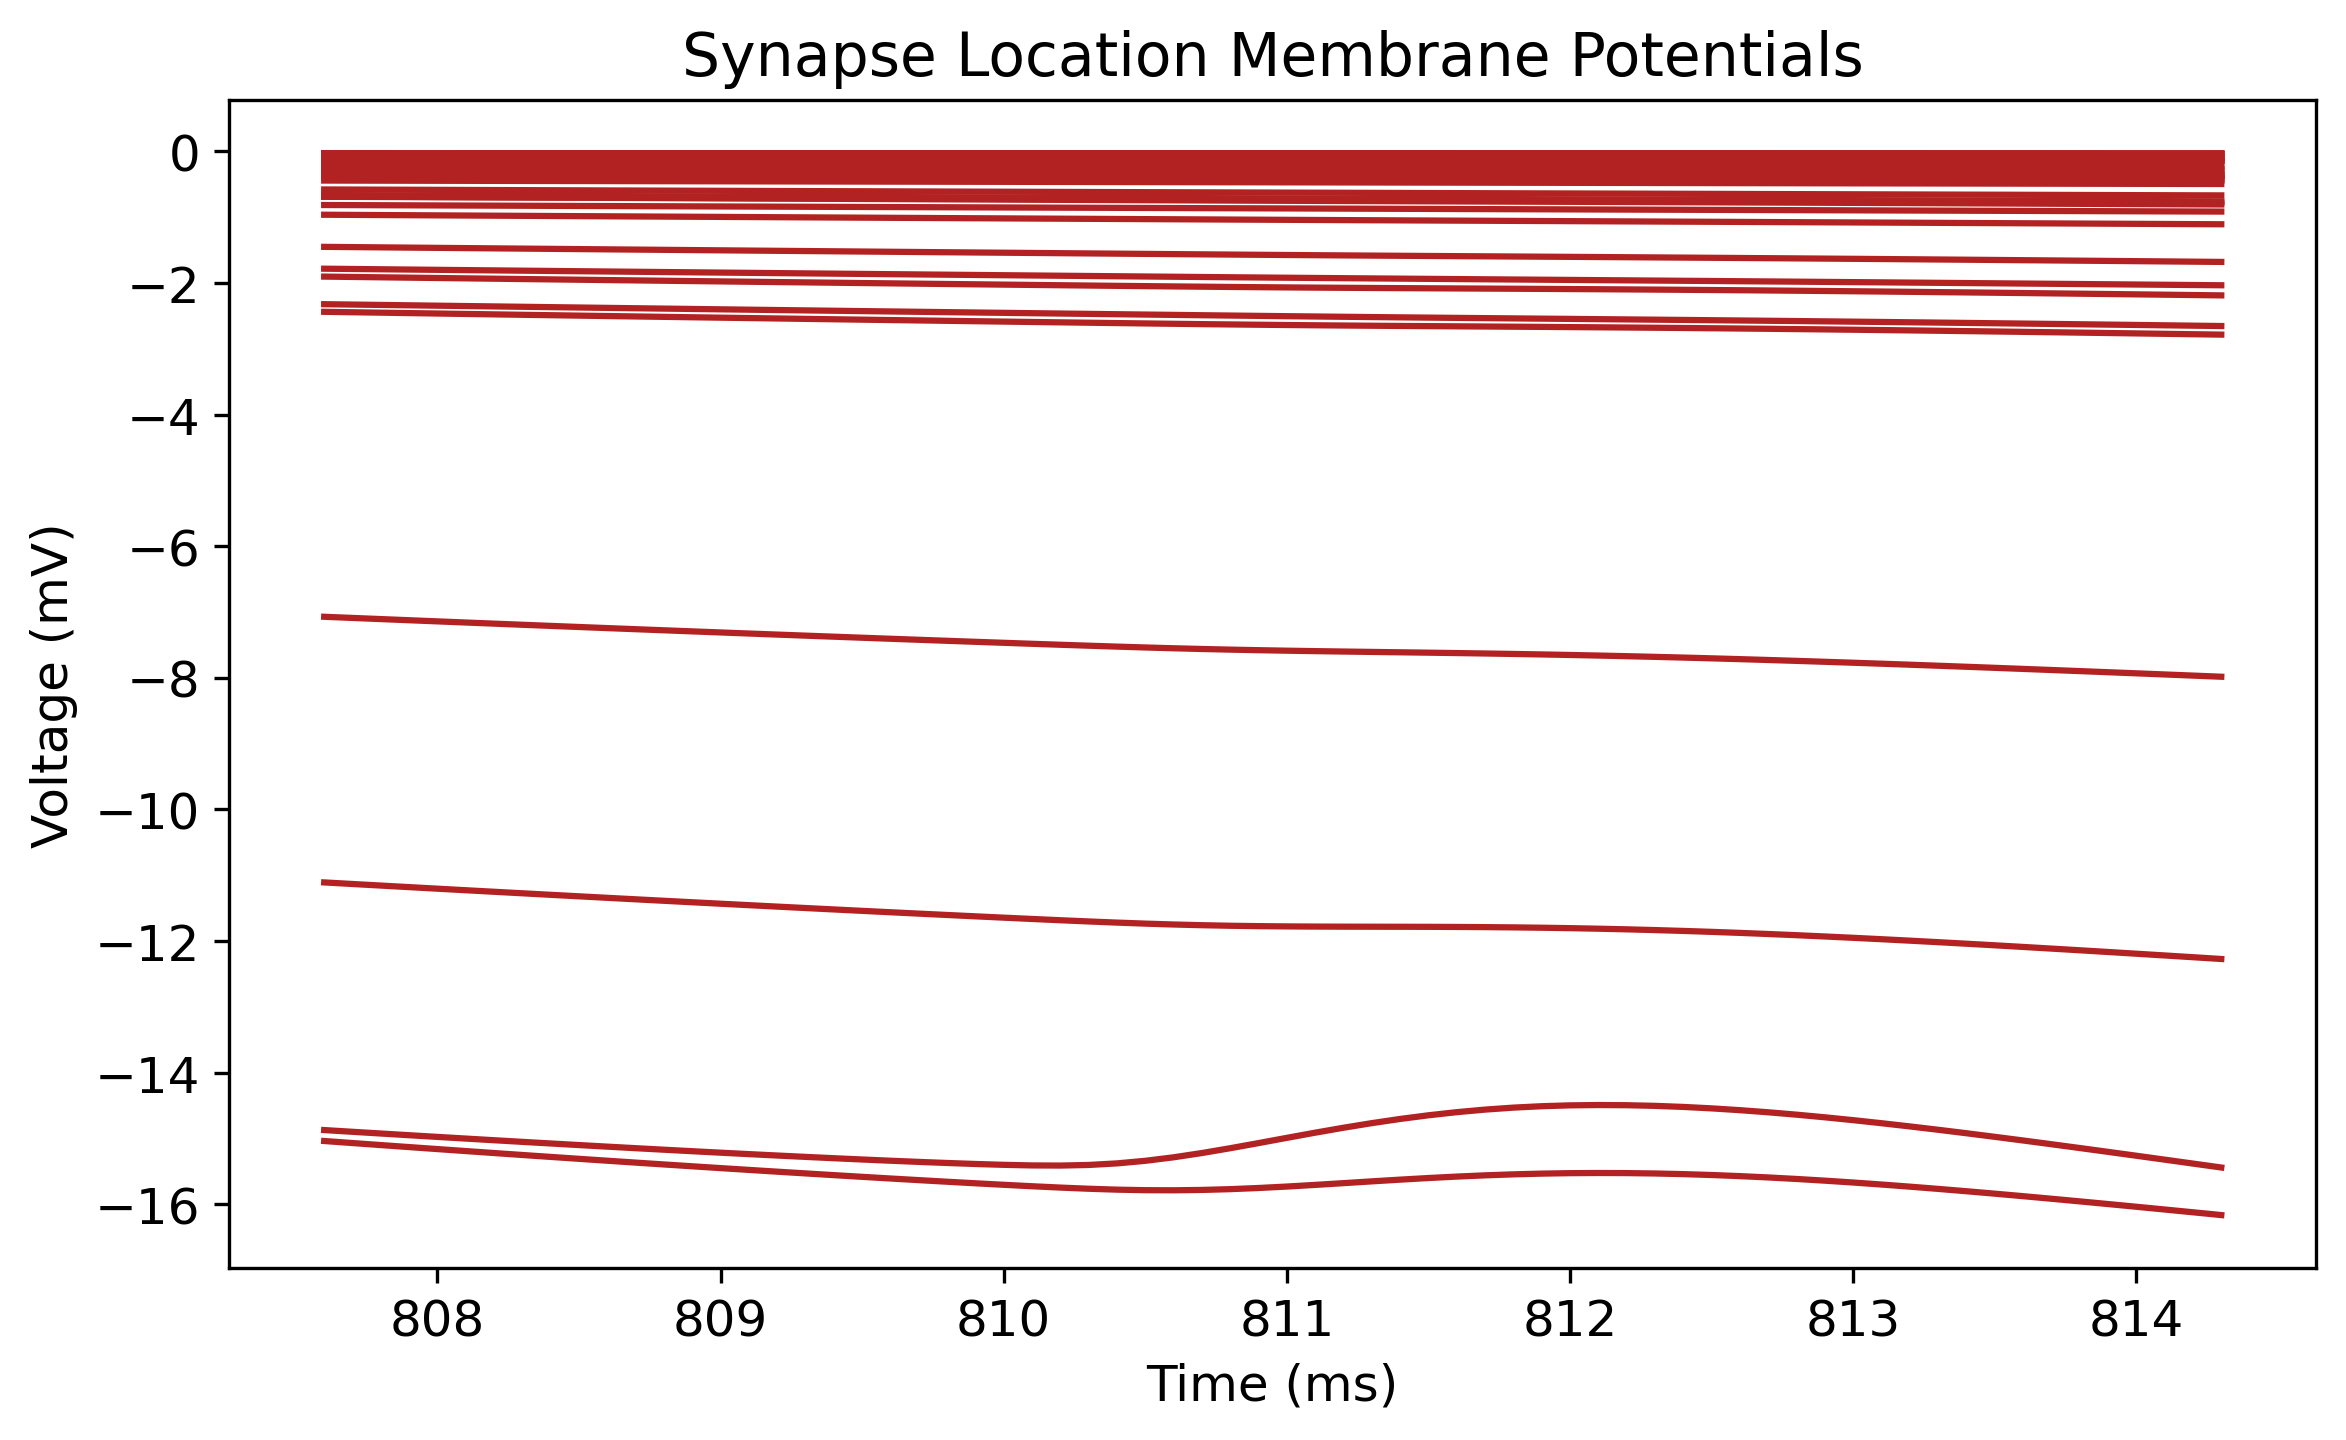 Synapse Location Membrane Potentials
0
−2
−4
−6
−8
−10
−12
−14
−16
Voltage (mV)
808 809 810 811 812 813 814
Time (ms)